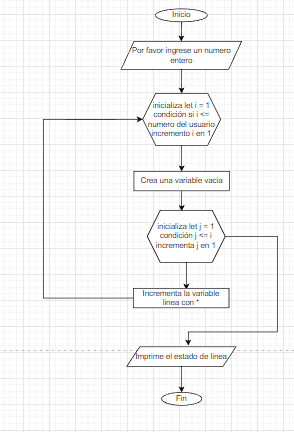 Inicio
Por favor ingrese un numero
entero
inicializa let i = 1
condición si i <=
numero del usuario
incremento i en 1
Crea una variable vacia
inicializa let j = 1
condición j <= i
incrementa j en 1
Incrementa la variable
linea con *
Imprime el estado de linea
Fin